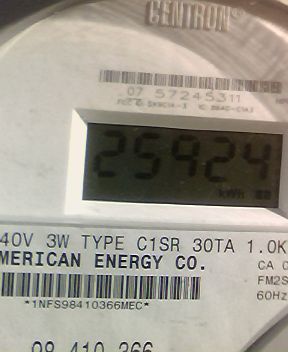 CENTRON®
.07 57245311
25924
kWh
40V 3W TYPE C1SR 30TA 1.0K
MERICAN ENERGY CO.
CA 0
FM2S
*1NFS98410366MEC*
60Hz
98 410 366